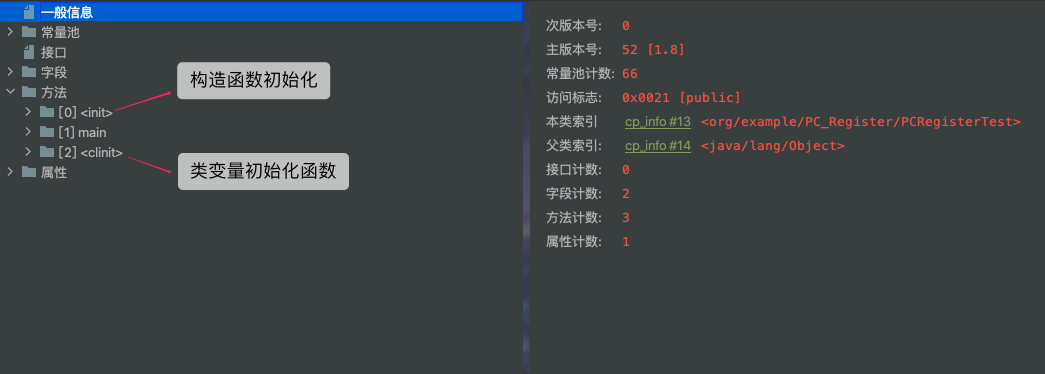 一般信息
常量池
接口
字段
方法
[0] <init>
[1] main
[2] <clinit>
属性
构造函数初始化
类变量初始化函数
次版本号: 0
主版本号: 52 [1.8]
常量池计数: 66
访问标志: 0x0021 [public]
本类索引 cp_info #13 <org/example/PC_Register/PCRegisterTest>
父类索引: cp_info #14 <java/lang/Object>
接口计数: 0
字段计数: 2
方法计数: 3
属性计数: 1